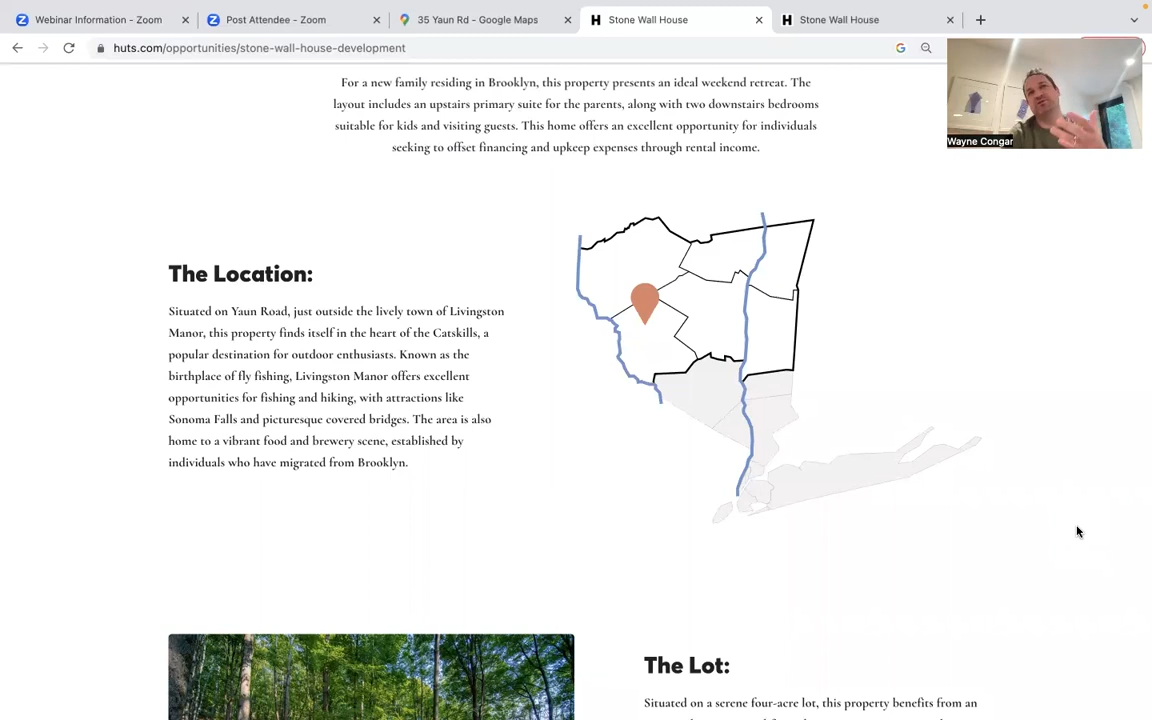 Webinar Information - Zoom
Post Attendee - Zoom
35 Yaun Rd - Google Maps
Stone Wall House
Stone Wall House
huts.com/opportunities/stone-wall-house-development
Wayne Congar
For a new family residing in Brooklyn, this property presents an ideal weekend retreat. The
layout includes an upstairs primary suite for the parents, along with two downstairs bedrooms
suitable for kids and visiting guests. This home offers an excellent opportunity for individuals
seeking to offset financing and upkeep expenses through rental income.
The Location:
Situated on Yaun Road, just outside the lively town of Livingston
Manor, this property finds itself in the heart of the Catskills, a
popular destination for outdoor enthusiasts. Known as the
birthplace of fly fishing, Livingston Manor offers excellent
opportunities for fishing and hiking, with attractions like
Sonoma Falls and picturesque covered bridges. The area is also
home to a vibrant food and brewery scene, established by
individuals who have migrated from Brooklyn.
The Lot:
Situated on a serene four-acre lot, this property benefits from an